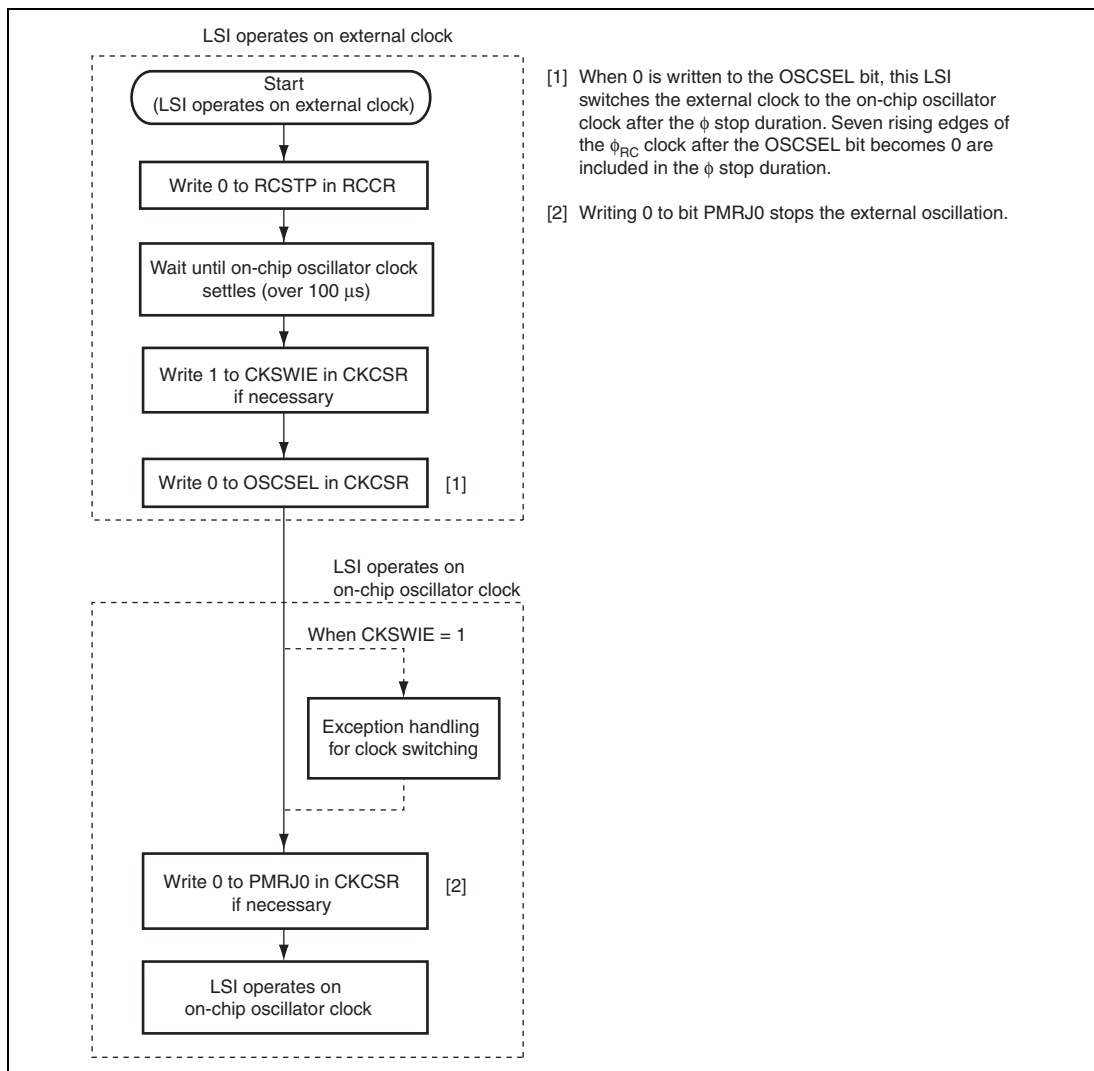 LSI operates on external clock
Start
(LSI operates on external clock)
Write 0 to RCSTP in RCCR
Wait until on-chip oscillator clock
settles (over 100 μs)
Write 1 to CKSWIE in CKCSR
if necessary
Write 0 to OSCSEL in CKCSR
[1]
LSI operates on
on-chip oscillator clock
When CKSWIE = 1
Exception handling
for clock switching
Write 0 to PMRJ0 in CKCSR
if necessary
[2]
LSI operates on
on-chip oscillator clock
[1] When 0 is written to the OSCSEL bit, this LSI
switches the external clock to the on-chip oscillator
clock after the ϕ stop duration. Seven rising edges of
the ϕRC clock after the OSCSEL bit becomes 0 are
included in the ϕ stop duration.
[2] Writing 0 to bit PMRJ0 stops the external oscillation.